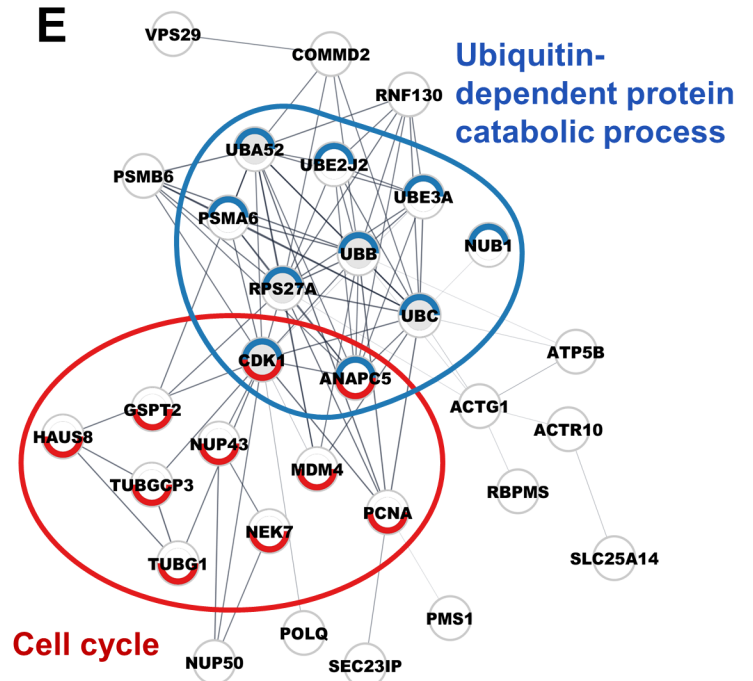 E
VPS29
COMMD2
Ubiquitin-
dependent protein
catabolic process
RNF130
UBA52
UBE2J2
PSMB6
UBE3A
PSMA6
UBB
NUB1
RPS27A
UBC
CDK1
ANAPC5
ATP5B
GSPT2
ACTG1
HAUS8
NUP43
ACTR10
MDM4
TUBGCP3
RBPMS
PCNA
NEK7
TUBG1
SLC25A14
PMS1
POLQ
Cell cycle
NUP50
SEC23IP